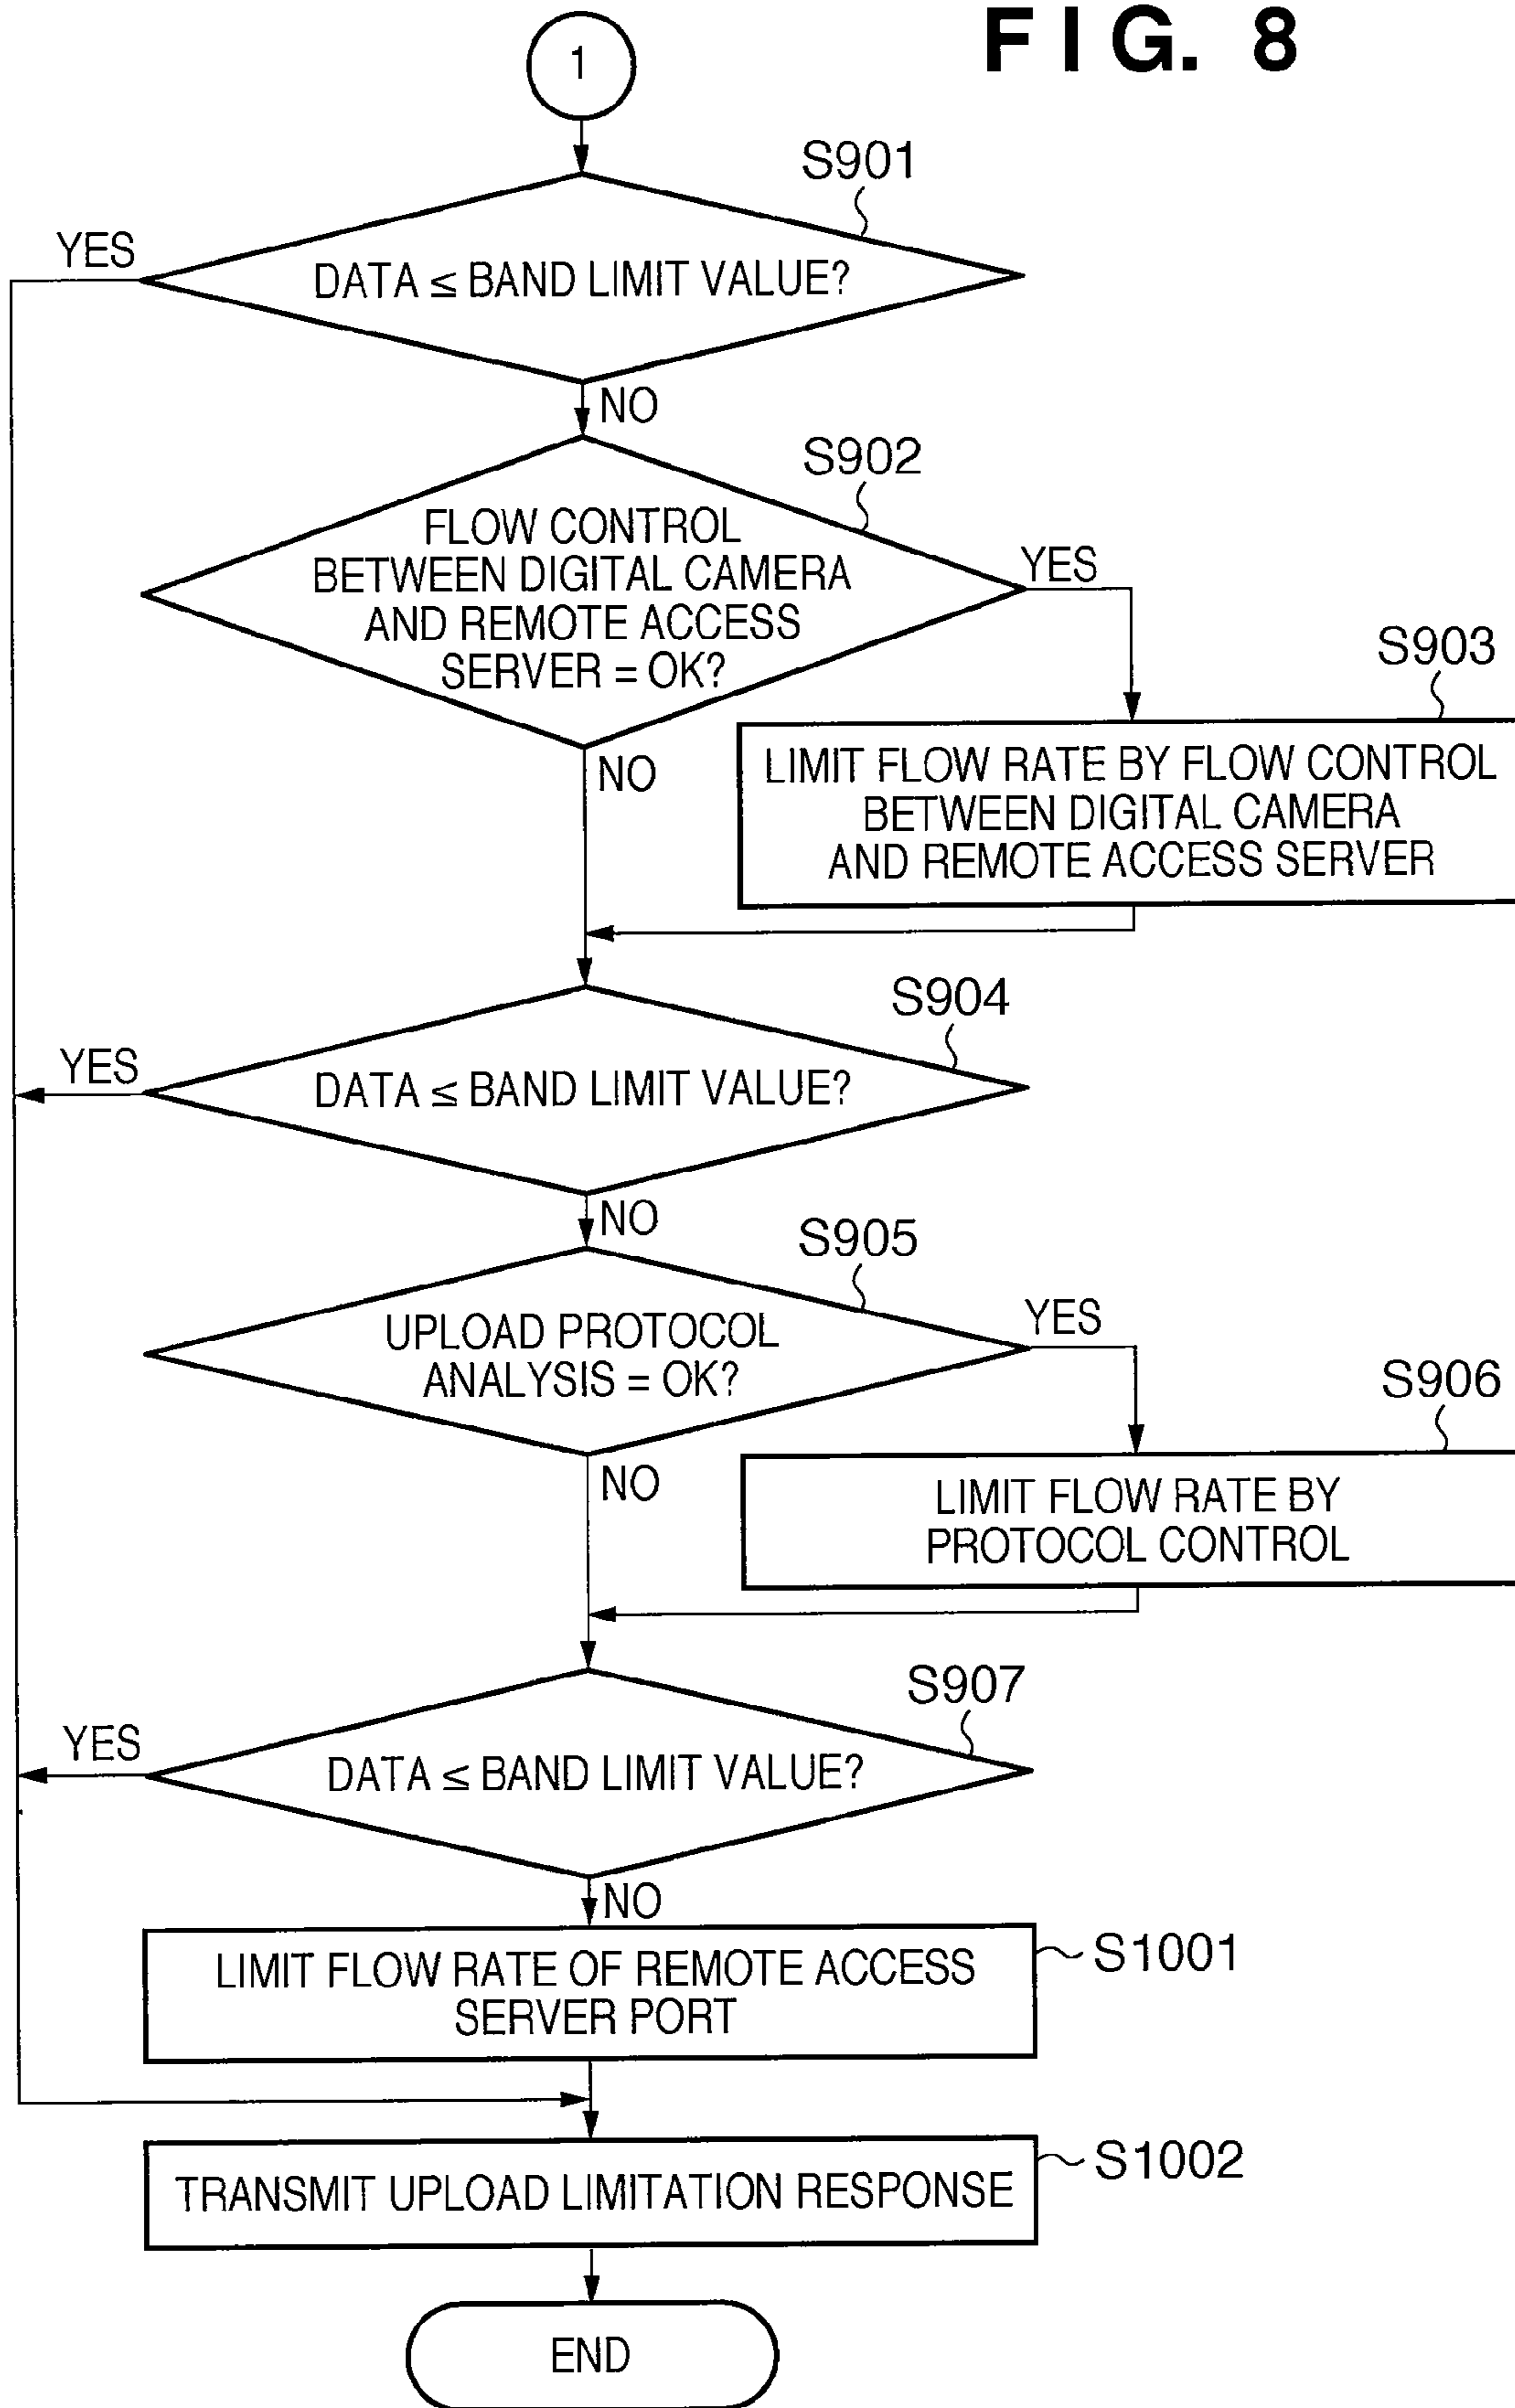 FIG. 8
1
S901
YES
DATA ≤ BAND LIMIT VALUE?
NO
S902
FLOW CONTROL
BETWEEN DIGITAL CAMERA
AND REMOTE ACCESS
SERVER = OK?
YES
S903
NO
LIMIT FLOW RATE BY FLOW CONTROL
BETWEEN DIGITAL CAMERA
AND REMOTE ACCESS SERVER
S904
YES
DATA ≤ BAND LIMIT VALUE?
NO
S905
UPLOAD PROTOCOL
ANALYSIS = OK?
YES
S906
NO
LIMIT FLOW RATE BY
PROTOCOL CONTROL
S907
YES
DATA ≤ BAND LIMIT VALUE?
NO
LIMIT FLOW RATE OF REMOTE ACCESS
SERVER PORT
S1001
TRANSMIT UPLOAD LIMITATION RESPONSE
S1002
END